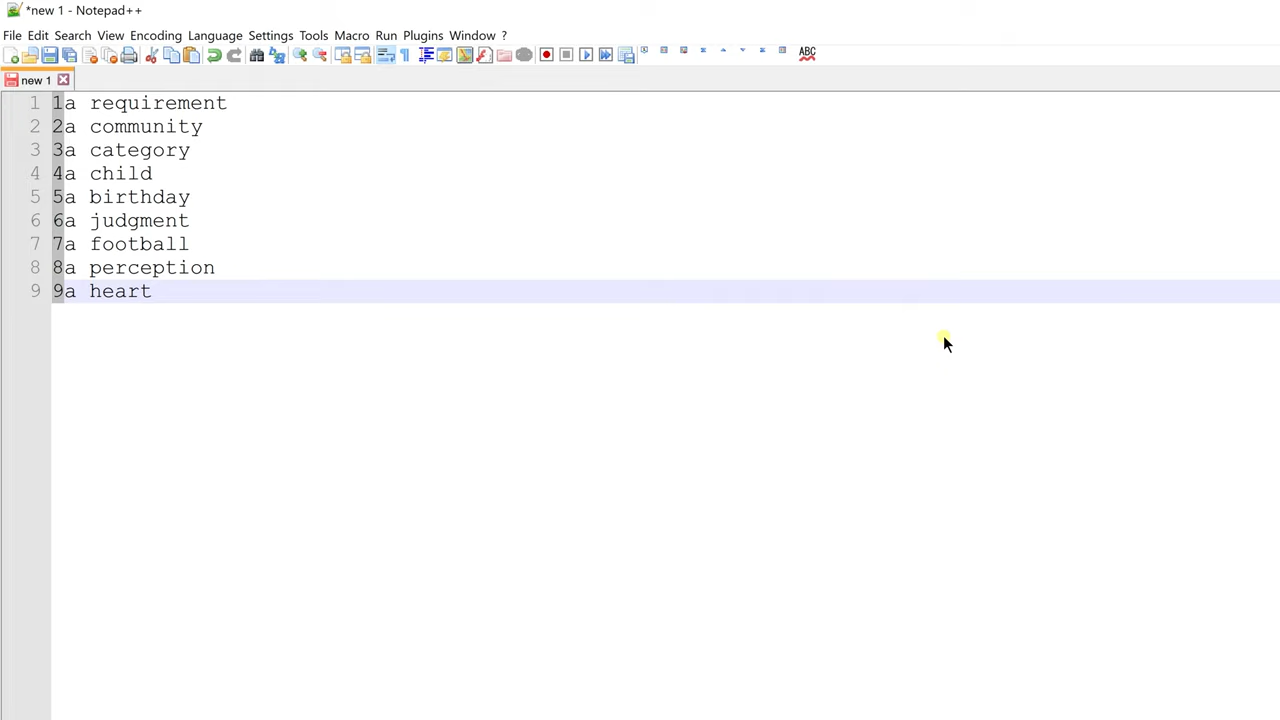 *new 1 - Notepad++
File Edit Search View Encoding Language Settings Tools Macro Run Plugins Window ?
ABC
new 1
1 1a requirement
2 2a community
3 3a category
4 4a child
5 5a birthday
6 6a judgment
7 7a football
8 8a perception
9 9a heart